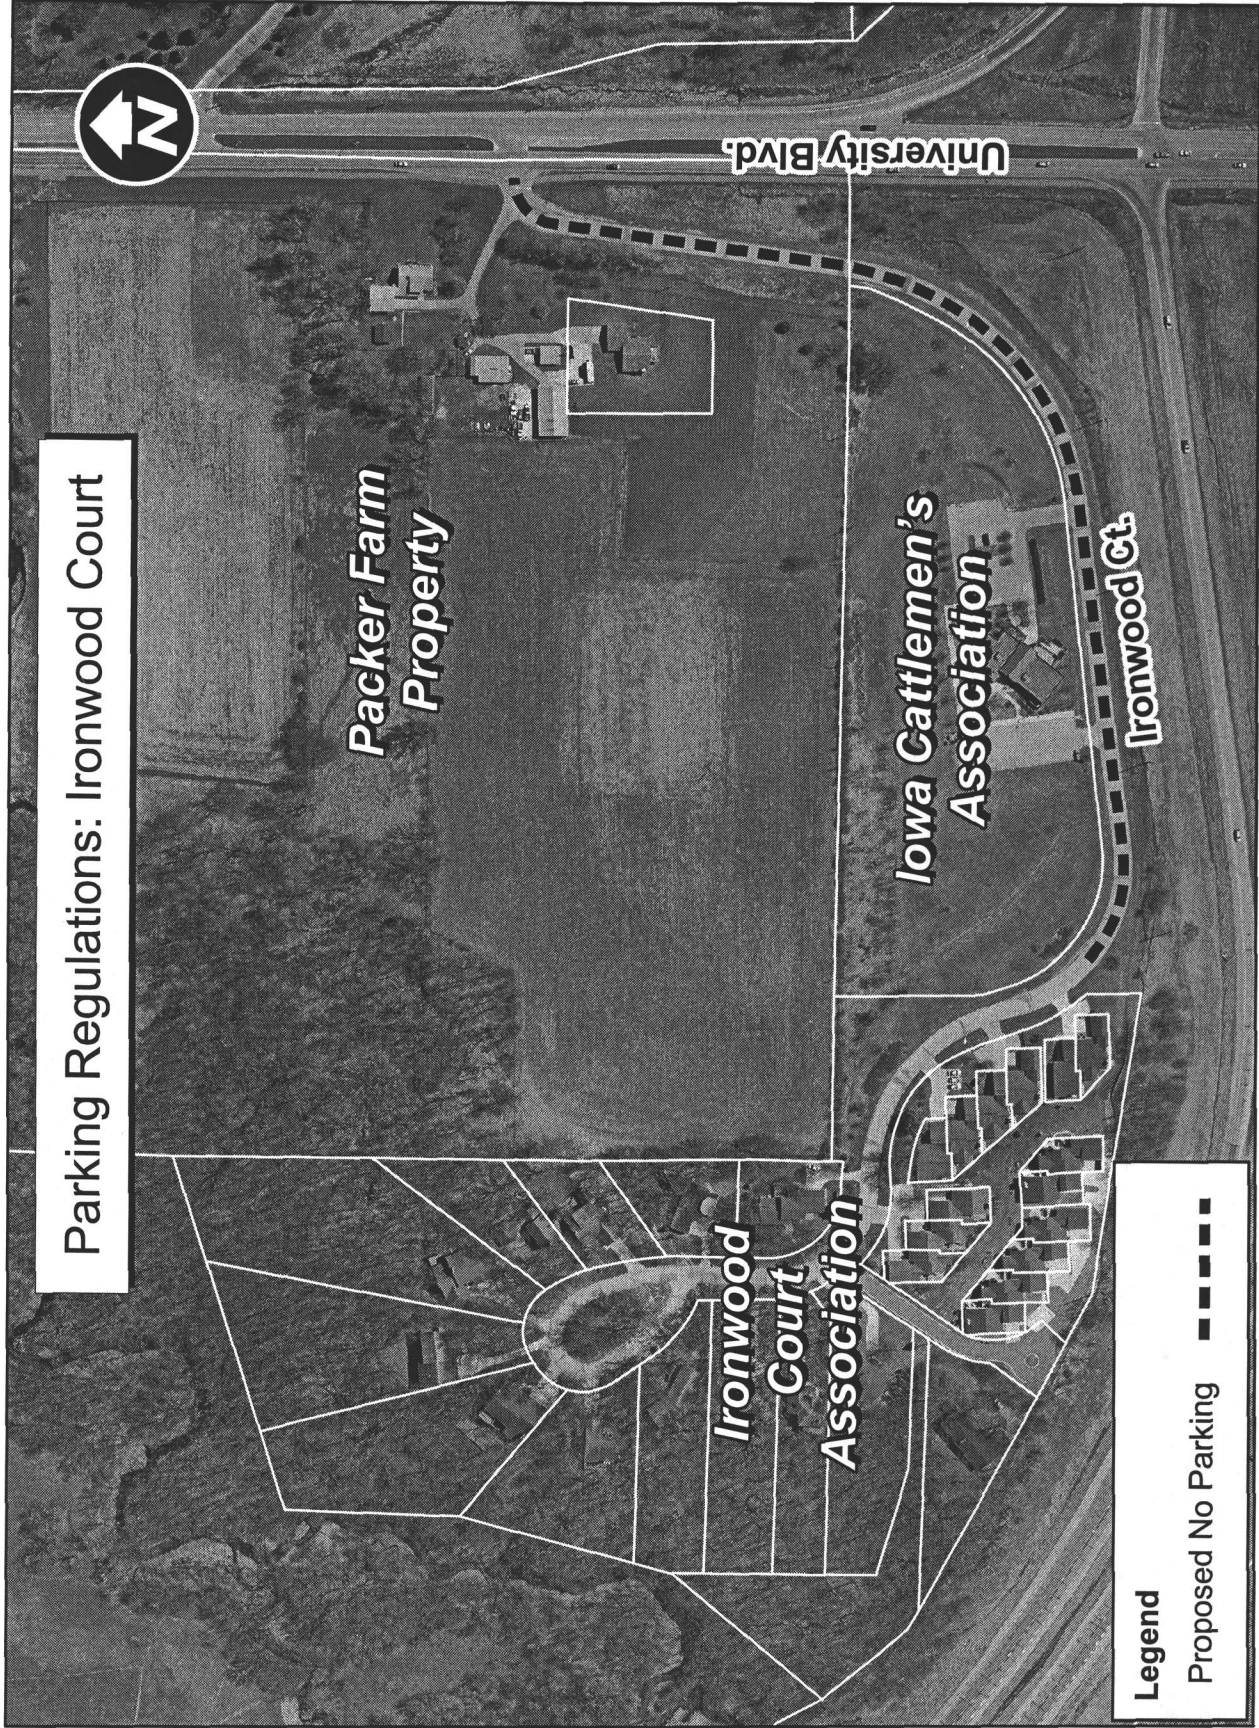 Parking Regulations: Ironwood Court
N
University Blvd.
Packer Farm
Property
Iowa Cattlemen's
Association
Ironwood Ct.
Ironwood
Court
Association
Legend
Proposed No Parking